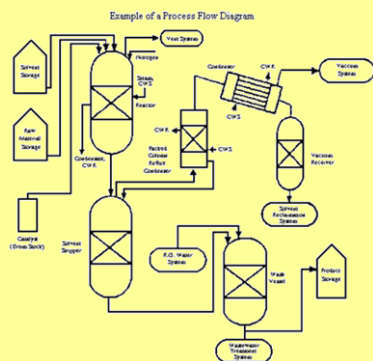 Example of a Process Flow Diagram
Vent System
Nitrogen
Steam,
CWS
Reactor
Solvent
Storage
Raw
Material
Storage
Condensate,
CWR
Catalyst
(Drum Stock)
Condenser
CWR
CWS
Vacuum
System
CWR
CWS
Packed
Column
Reflux
Condenser
Vacuum
Receiver
Solvent
Reclamation
System
Solvent
Stripper
R.O. Water
System
Wash
Vessel
Product
Storage
Wastewater
Treatment System